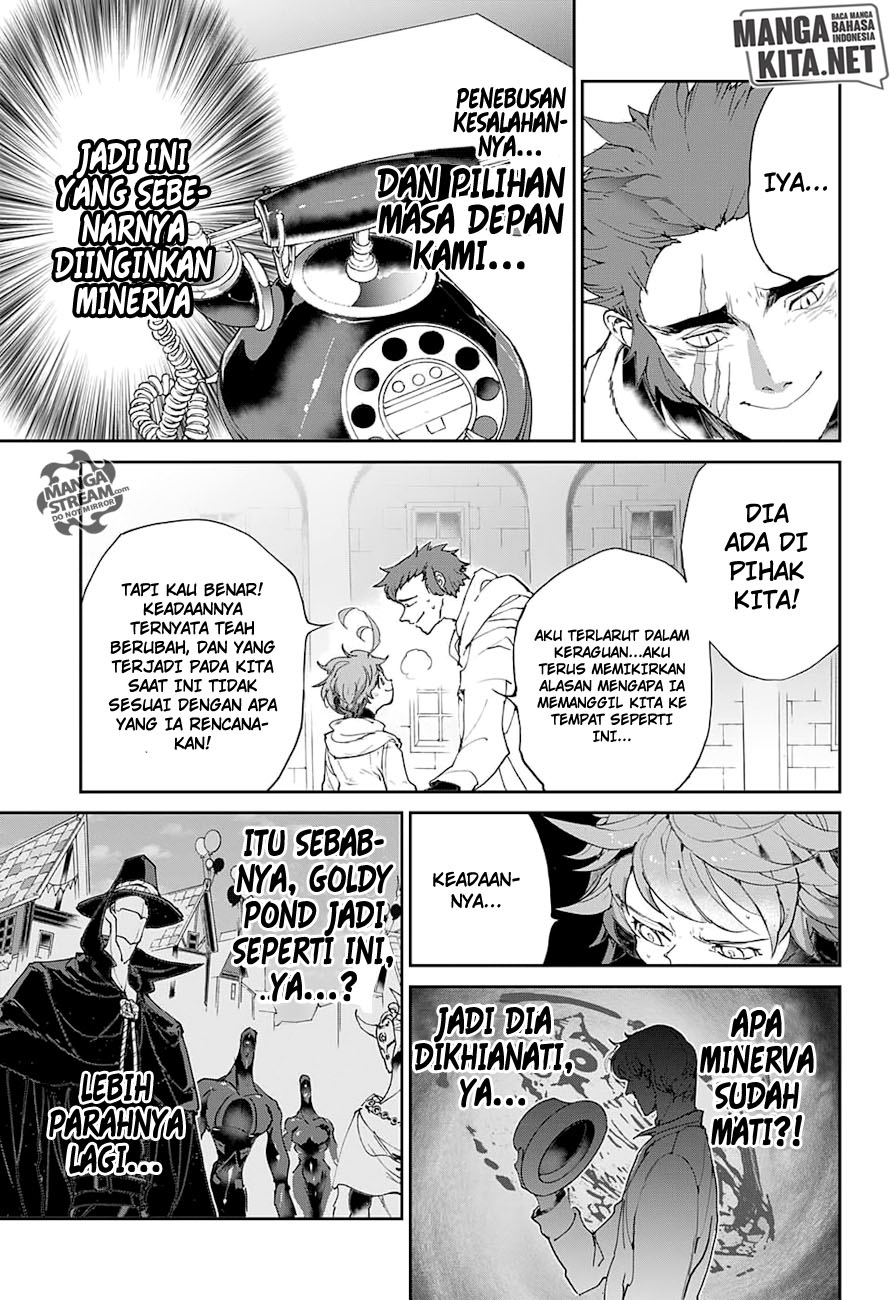 MANGA
KITA.NET
BACA MANGA
BAHASA
INDONESIA
IYA...
PENEBUSAN
KESALAHAN-
NYA...
DAN PILIHAN
MASA DEPAN
KAMI...
JADI INI
YANG SEBE-
NARNYA
DIINGINKAN
MINERVA
MANGA
STREAM.com
DO NOT MIRROR!
DIA
ADA DI
PIHAK
KITA!
AKU TERLARUT DALAM
KERAGUAN...AKU
TERUS MEMIKIRKAN
ALASAN MENGAPA IA
MEMANGGIL KITA KE
TEMPAT SEPERTI
INI...
TAPI KAU BENAR!
KEADAANNYA
TERNYATA TEAH
BERUBAH, DAN YANG
TERJADI PADA KITA
SAAT INI TIDAK
SESUAI DENGAN APA
YANG IA RENCANA-
KAN!
KEADAAN-
NYA...
APA
MINERVA
SUDAH
MATI?!
JADI DIA
DIKHIANATI,
YA...
ITU SEBAB-
NYA, GOLDY
POND JADI
SEPERTI INI,
..YA...?
LEBIH
PARAHNYA
LAGI...